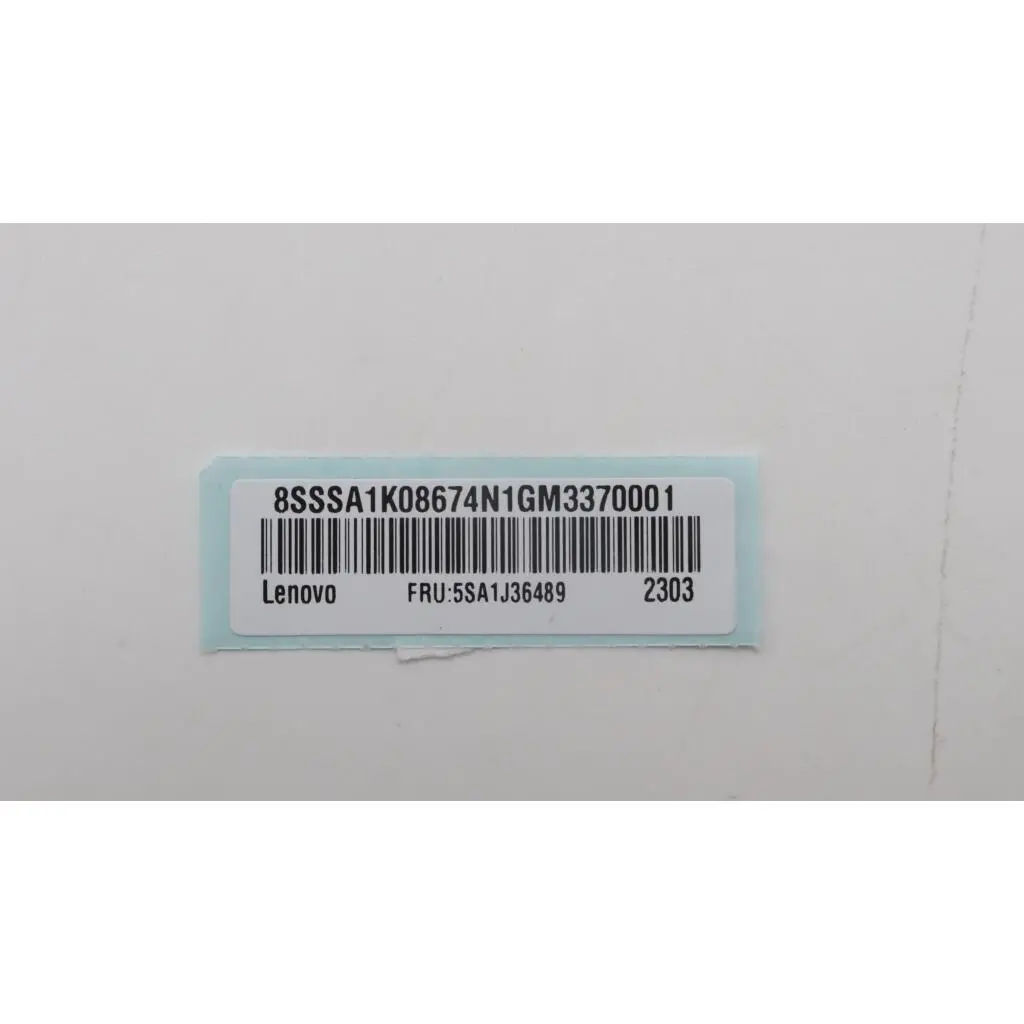 8SSSA1K08674N1GM3370001
Lenovo FRU:5SA1J36489 2303